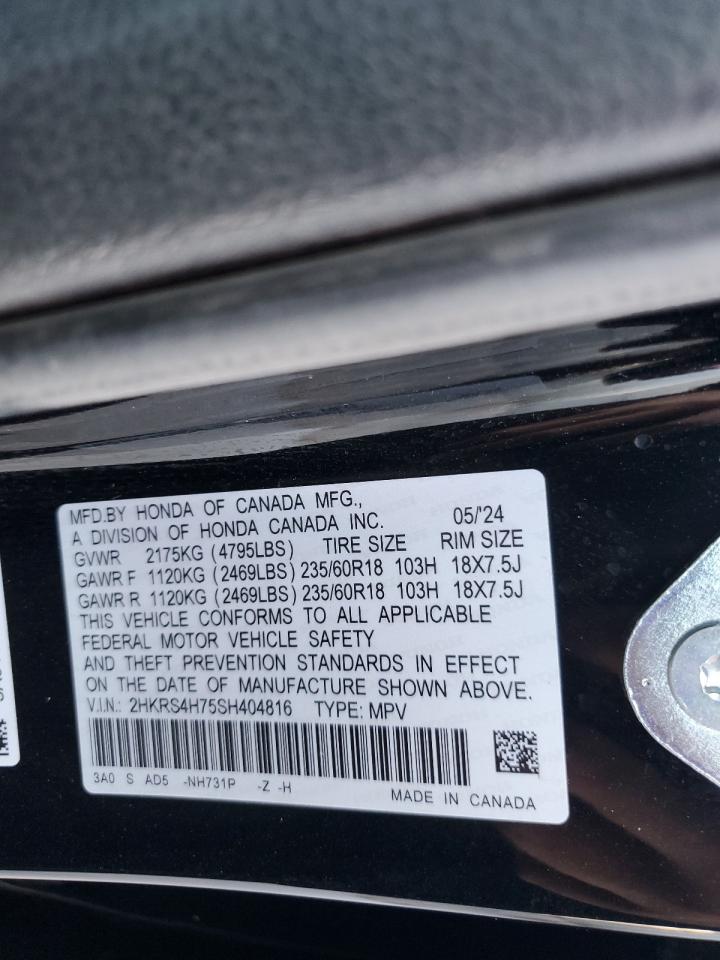 MFD.BY HONDA OF CANADA MFG.,
A DIVISION OF HONDA CANADA INC. 05/'24
GVWR 2175KG (4795LBS) TIRE SIZE RIM SIZE
GAWR F 1120KG (2469LBS) 235/60R18 103H 18X7.5J
GAWR R 1120KG (2469LBS) 235/60R18 103H 18X7.5J
THIS VEHICLE CONFORMS TO ALL APPLICABLE
FEDERAL MOTOR VEHICLE SAFETY
AND THEFT PREVENTION STANDARDS IN EFFECT
ON THE DATE OF MANUFACTURE SHOWN ABOVE.
V.I.N.: 2HKRS4H75SH404816 TYPE: MPV
3A0 S AD5 -NH731P -Z -H
MADE IN CANADA